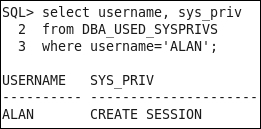 SQL> select username, sys_priv
  2  from DBA_USED_SYSPRIVS
  3  where username='ALAN';
USERNAME   SYS_PRIV
---------- --------------------
ALAN       CREATE SESSION